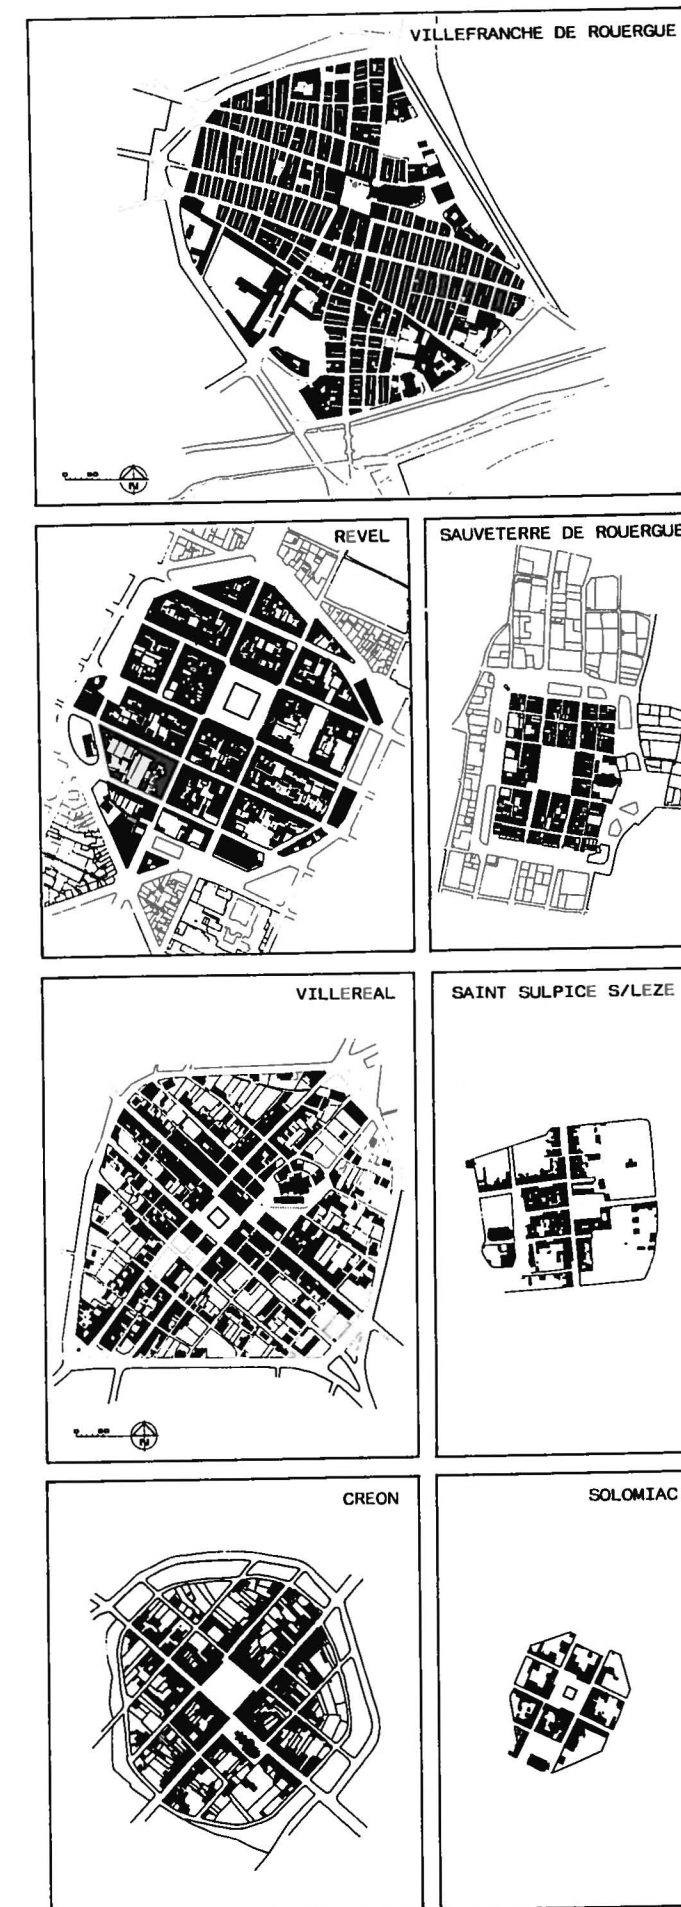 VILLEFRANCHE DE ROUERGUE
REVEL
SAUVETERRE DE ROUERGUE
VILLEREAL
SAINT SULPICE S/LEZE
CREON
SOLOMIAC